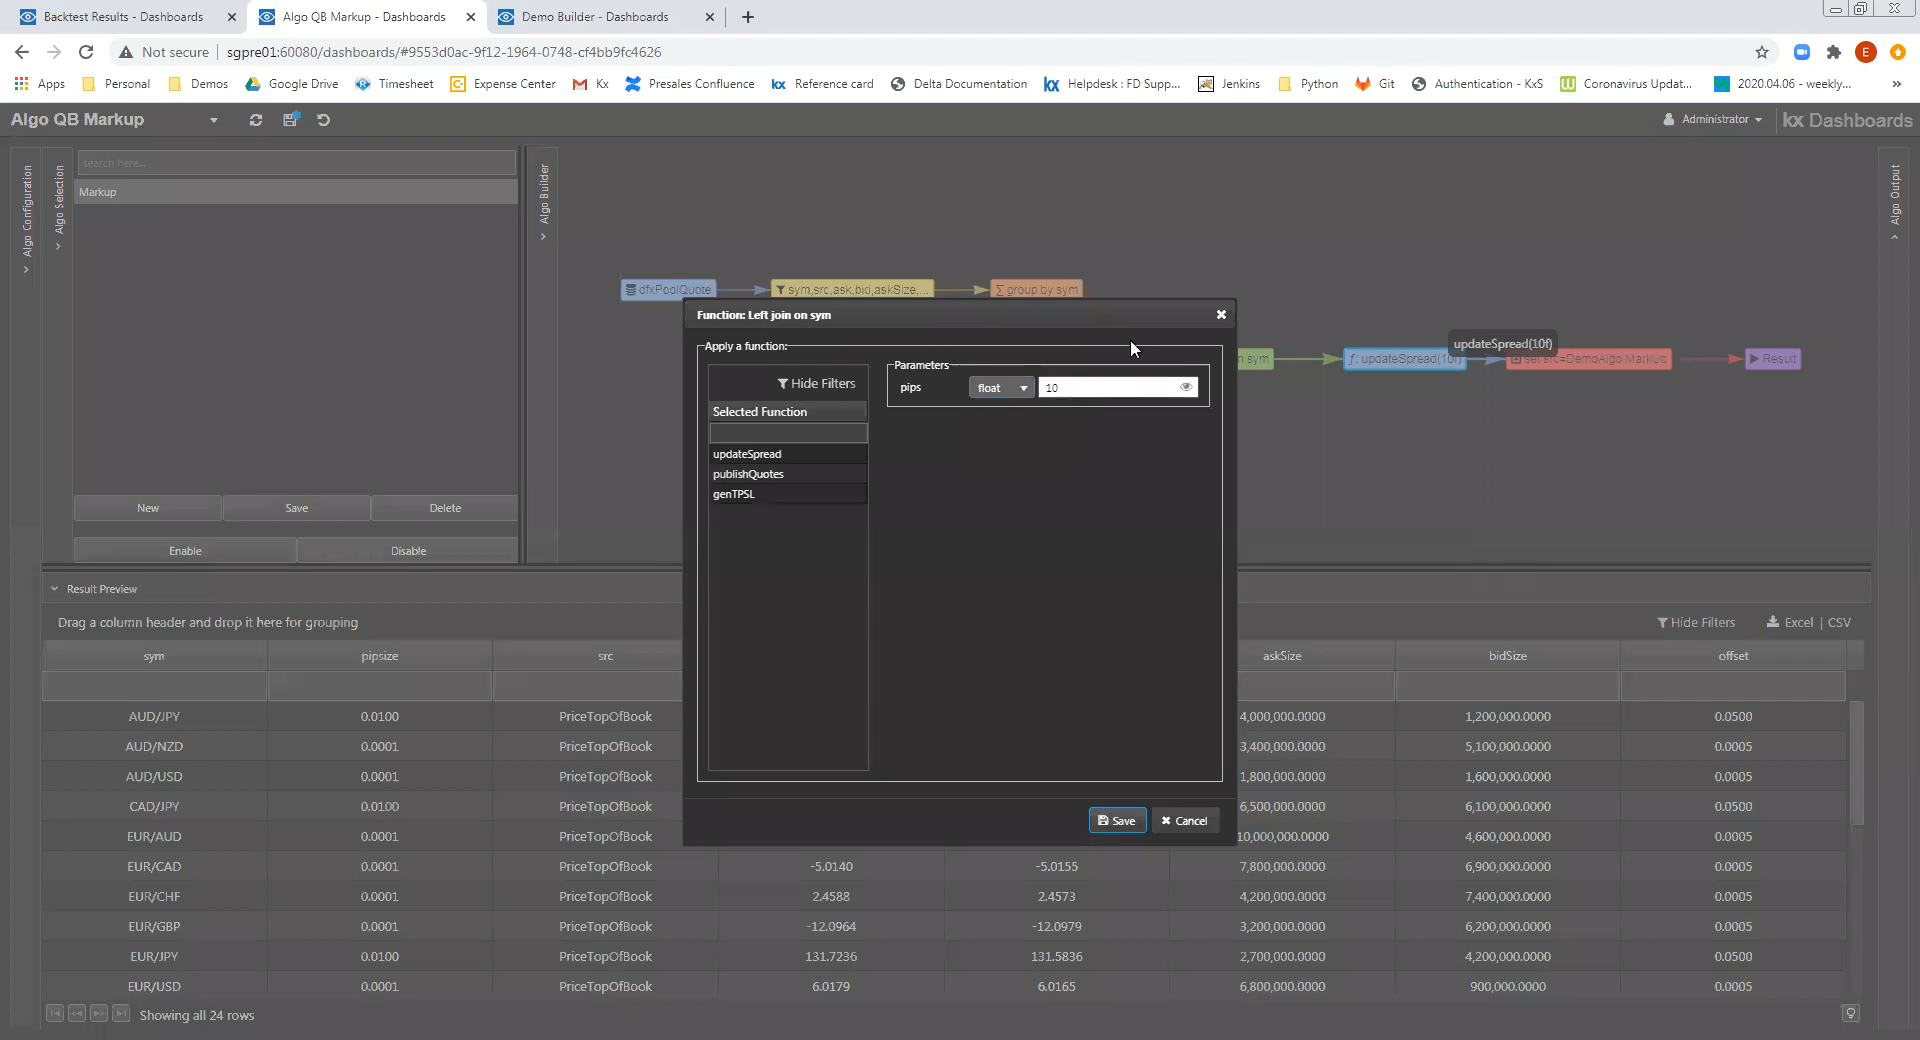 Backtest Results - Dashboards
Algo QB Markup - Dashboards
Demo Builder - Dashboards
Not secure
sgpre01:60080/dashboards/#9553d0ac-9f12-1964-0748-cf4bb9fc4626
E
Apps
Personal
Demos
Google Drive
Timesheet
Expense Center
Kx
Presales Confluence
kx Reference card
Delta Documentation
kx Helpdesk : FD Supp...
Jenkins
Python
Git
Authentication - KxS
Coronavirus Updat...
2020.04.06 - weekly...
Algo QB Markup
Administrator
kx Dashboards
Algo Configuration
Algo Selection
search here...
Markup
Algo Builder
Algo Output
dfxPoolQuote
sym,src,ask,bid,askSize,...
Σ group by sym
n sym
ƒ: updateSpread(10f)
updateSpread(10f)
set src=DemoAlgo.Markup
Result
Function: Left join on sym
Apply a function:
Hide Filters
Selected Function
updateSpread
publishQuotes
genTPSL
Parameters
pips
float
10
Save
Cancel
New
Save
Delete
Enable
Disable
Result Preview
Drag a column header and drop it here for grouping
Hide Filters
Excel | CSV
sym pipsize src askSize bidSize offset
AUD/JPY 0.0100 PriceTopOfBook 4,000,000.0000 1,200,000.0000 0.0500
AUD/NZD 0.0001 PriceTopOfBook 3,400,000.0000 5,100,000.0000 0.0005
AUD/USD 0.0001 PriceTopOfBook 1,800,000.0000 1,600,000.0000 0.0005
CAD/JPY 0.0100 PriceTopOfBook 6,500,000.0000 6,100,000.0000 0.0500
EUR/AUD 0.0001 PriceTopOfBook 10,000,000.0000 4,600,000.0000 0.0005
EUR/CAD 0.0001 PriceTopOfBook -5.0140 -5.0155 7,800,000.0000 6,900,000.0000 0.0005
EUR/CHF 0.0001 PriceTopOfBook 2.4588 2.4573 4,200,000.0000 7,400,000.0000 0.0005
EUR/GBP 0.0001 PriceTopOfBook -12.0964 -12.0979 3,200,000.0000 6,200,000.0000 0.0005
EUR/JPY 0.0100 PriceTopOfBook 131.7236 131.5836 2,700,000.0000 4,200,000.0000 0.0500
EUR/USD 0.0001 PriceTopOfBook 6.0179 6.0165 6,800,000.0000 900,000.0000 0.0005
Showing all 24 rows